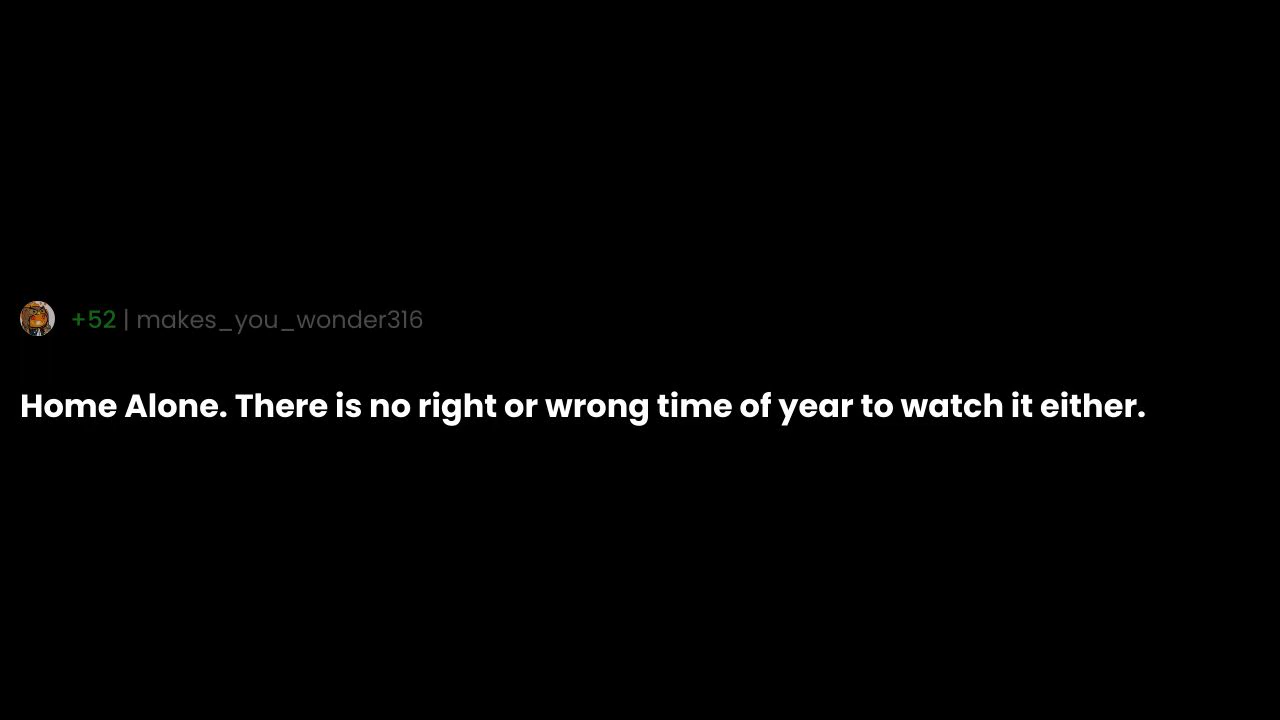 +52 | makes_you_wonder316
Home Alone. There is no right or wrong time of year to watch it either.